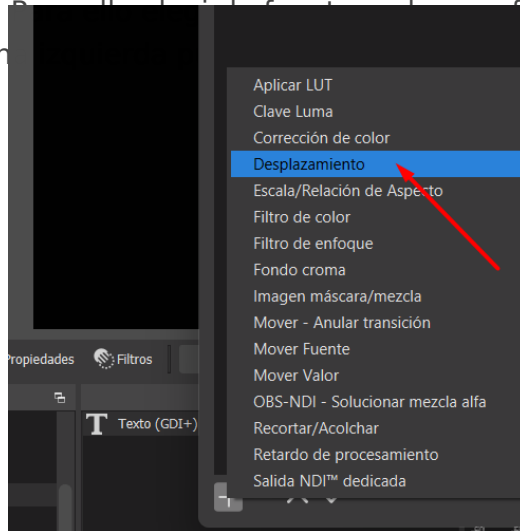 Aplicar LUT
Clave Luma
Corrección de color
Desplazamiento
Escala/Relación de Aspecto
Filtro de color
Filtro de enfoque
Fondo croma
Imagen máscara/mezcla
Mover - Anular transición
Mover Fuente
Mover Valor
OBS-NDI - Solucionar mezcla alfa
Recortar/Acolchar
Retardo de procesamiento
Salida NDI™ dedicada
Propiedades
Filtros
T Texto (GDI+)